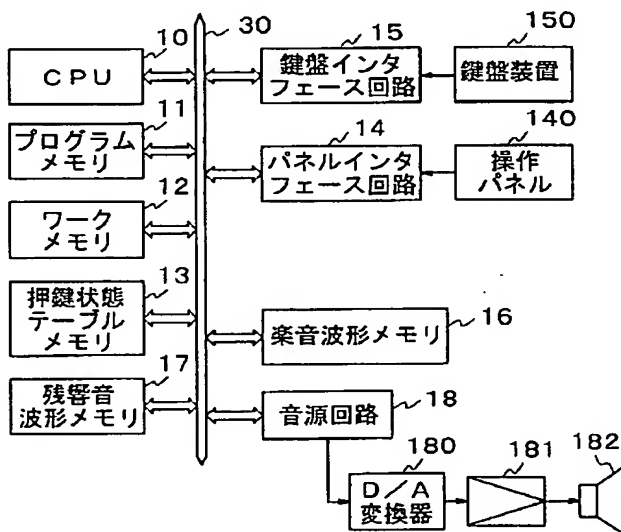 10
CPU
11
プログラム
メモリ
12
ワーク
メモリ
13
押鍵状態
テーブル
メモリ
17
残響音
波形メモリ
30
15
鍵盤インタ
フェース回路
150
鍵盤装置
14
パネルインタ
フェース回路
140
操作
パネル
楽音波形メモリ
16
音源回路
18
180
D/A
変換器
181
182